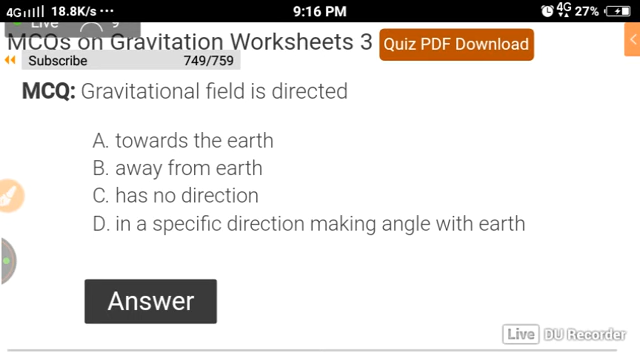 4G 18.8K/s ... 9:16 PM 4G 27%
Live 9
MCQs on Gravitation Worksheets 3 Quiz PDF Download
Subscribe 749/759
MCQ: Gravitational field is directed
A. towards the earth
B. away from earth
C. has no direction
D. in a specific direction making angle with earth
Answer
Live DU Recorder